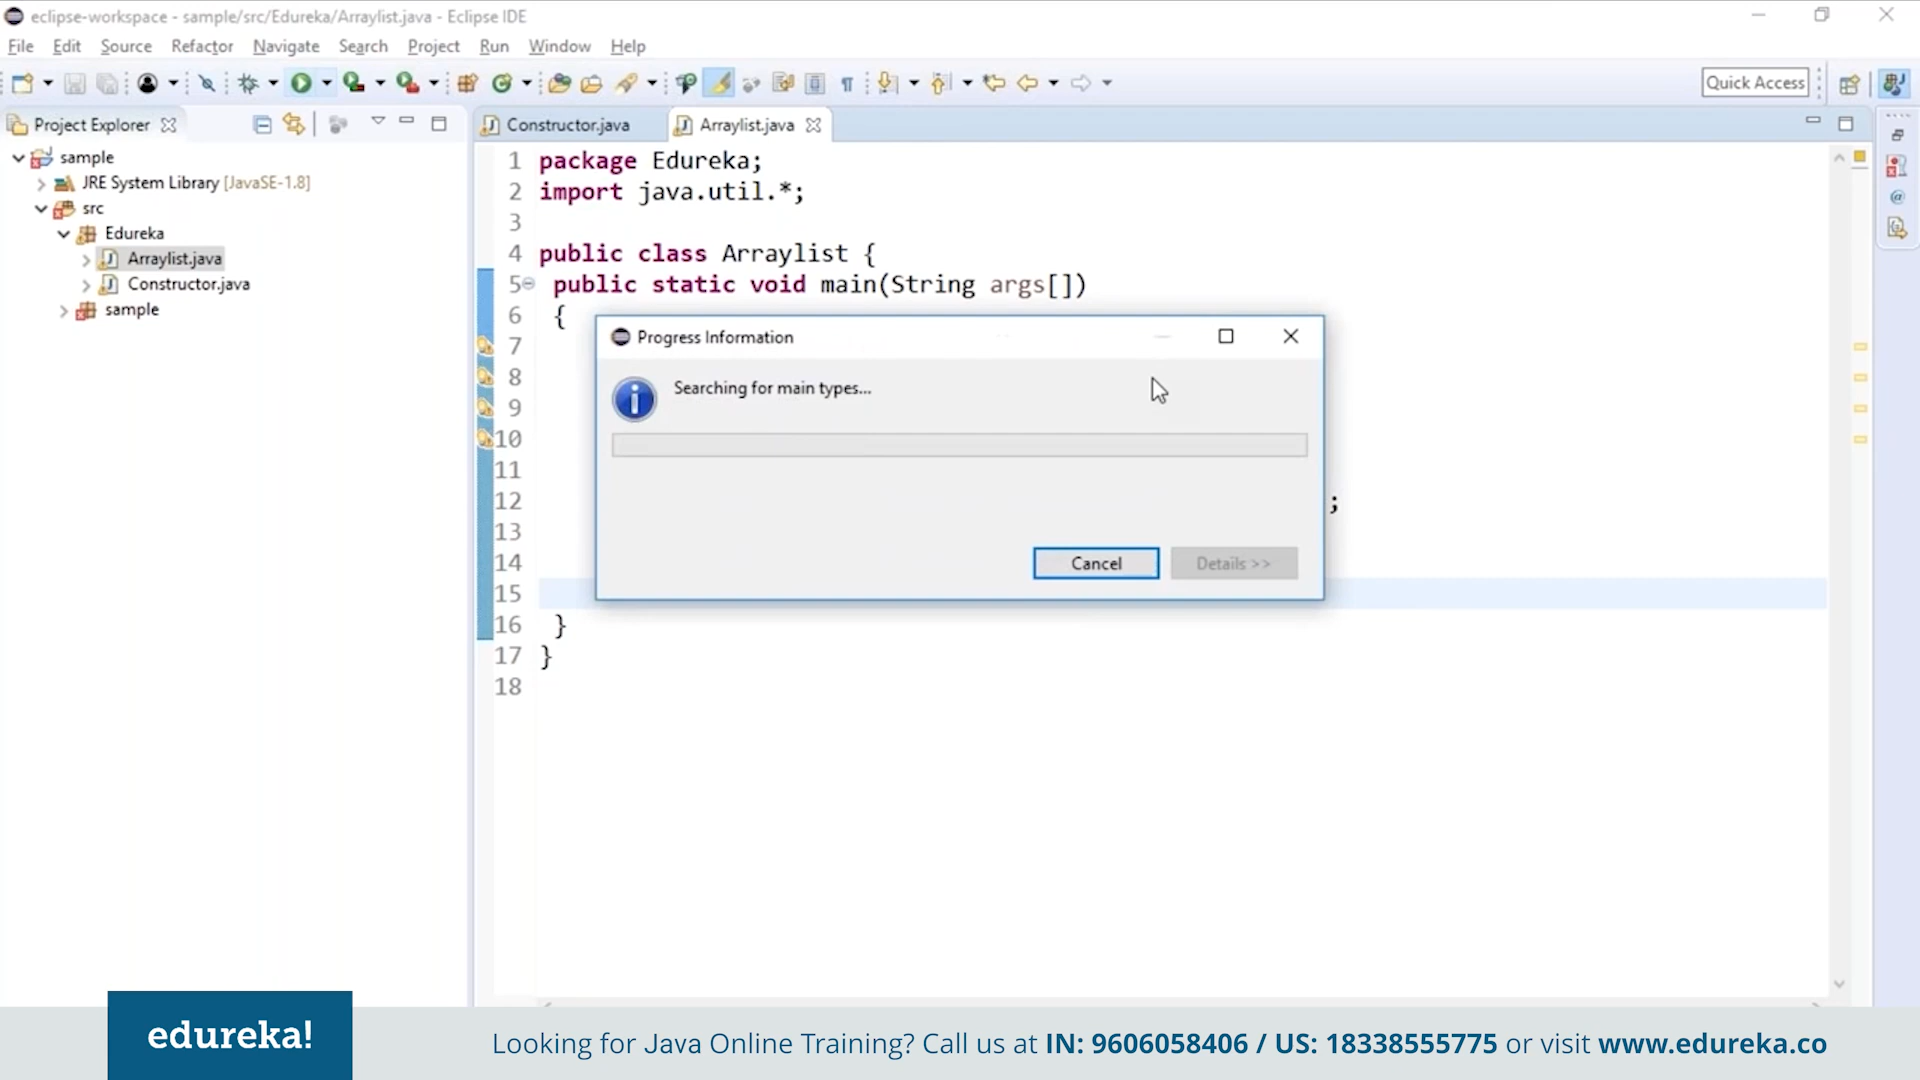 eclipse-workspace - sample/src/Edureka/Arraylist.java - Eclipse IDE
File Edit Source Refactor Navigate Search Project Run Window Help
Quick Access
Project Explorer
sample
JRE System Library [JavaSE-1.8]
src
Edureka
Arraylist.java
Constructor.java
sample
Constructor.java Arraylist.java
1 package Edureka;
2 import java.util.*;
3
4 public class Arraylist {
5 public static void main(String args[])
6 {
7
8
9
10
11
12 ;
13
14
15
16 }
17 }
18
Progress Information
Searching for main types...
Cancel Details >>
edureka!
Looking for Java Online Training? Call us at IN: 9606058406 / US: 18338555775 or visit www.edureka.co